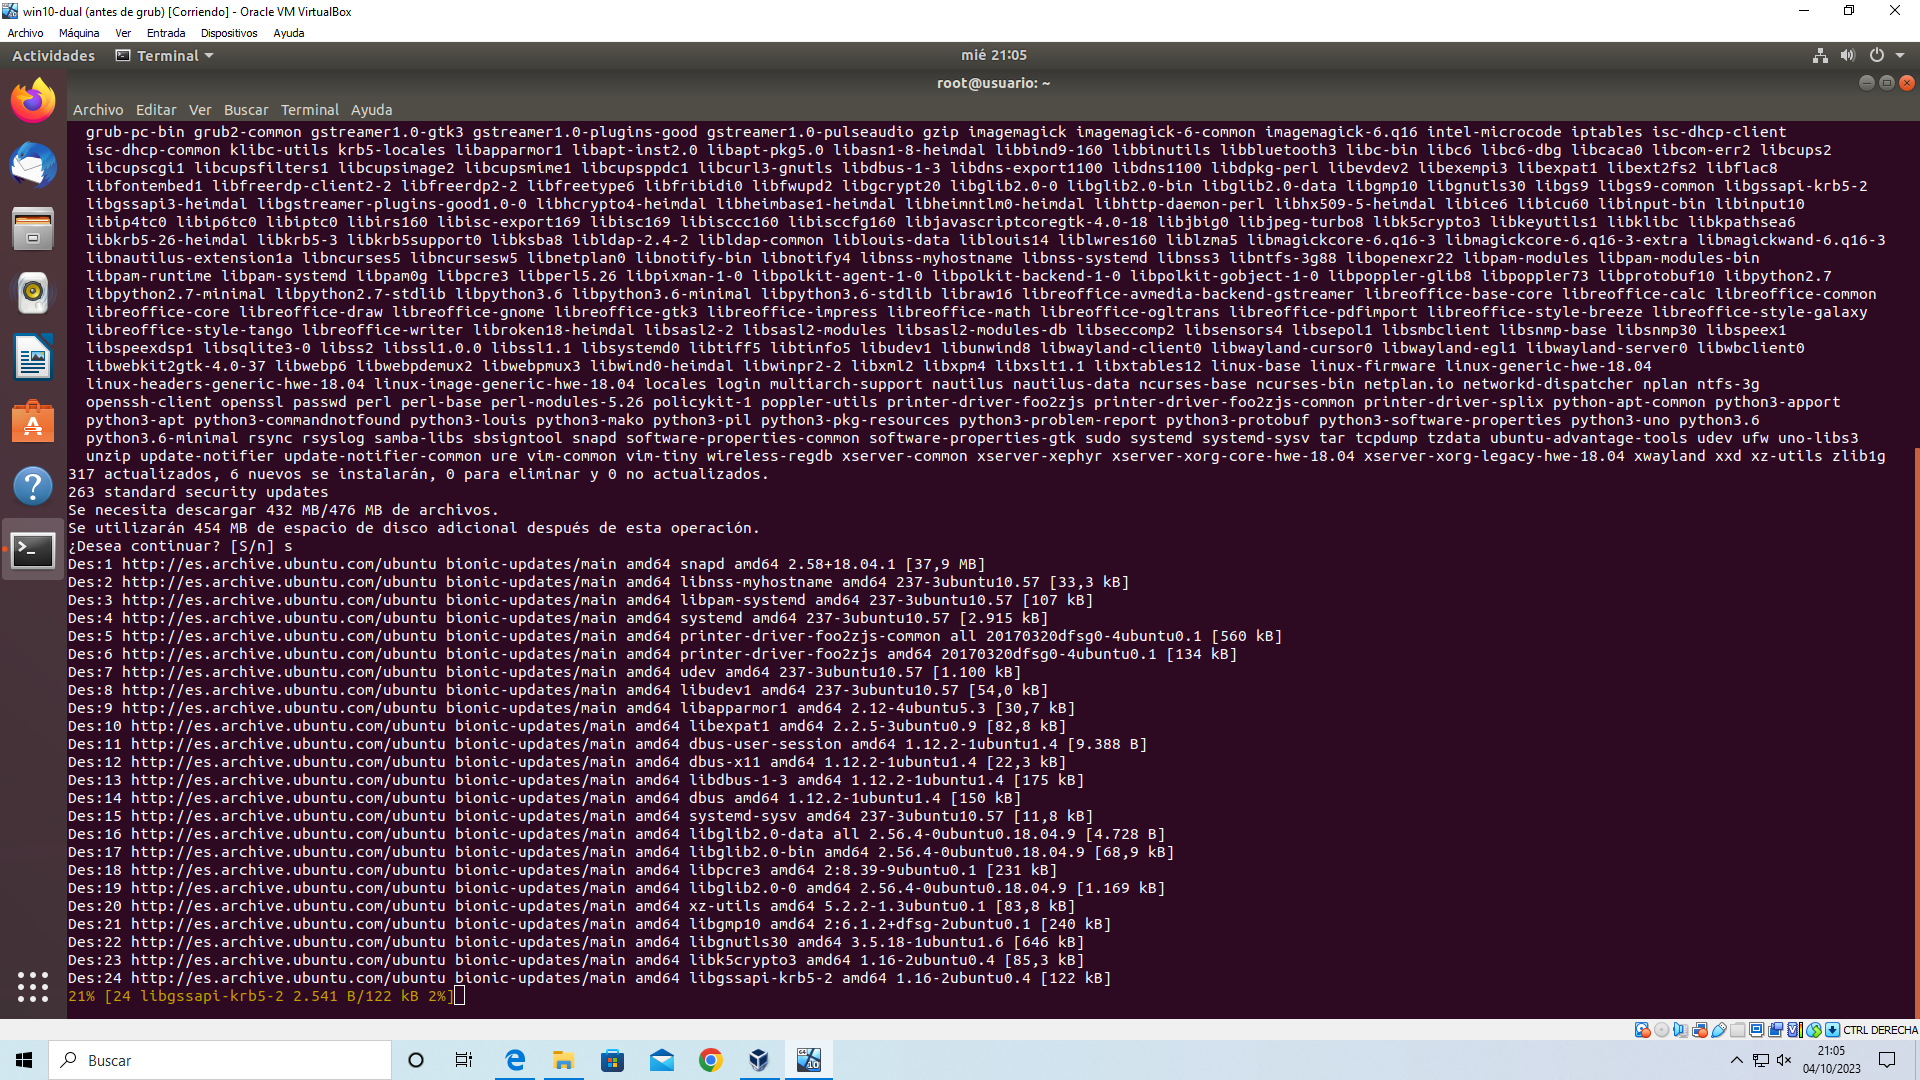 win10-dual (antes de grub) [Corriendo] - Oracle VM VirtualBox
Archivo Máquina Ver Entrada Dispositivos Ayuda
Actividades Terminal mié 21:05
root@usuario: ~
Archivo Editar Ver Buscar Terminal Ayuda
grub-pc-bin grub2-common gstreamer1.0-gtk3 gstreamer1.0-plugins-good gstreamer1.0-pulseaudio gzip imagemagick imagemagick-6-common imagemagick-6.q16 intel-microcode iptables isc-dhcp-client
isc-dhcp-common klibc-utils krb5-locales libapparmor1 libapt-inst2.0 libapt-pkg5.0 libasn1-8-heimdal libbind9-160 libbinutils libbluetooth3 libc-bin libc6 libc6-dbg libcaca0 libcom-err2 libcups2
libcupscgi1 libcupsfilters1 libcupsimage2 libcupsmime1 libcupsppdc1 libcurl3-gnutls libdbus-1-3 libdns-export1100 libdns1100 libdpkg-perl libevdev2 libexempi3 libexpat1 libext2fs2 libflac8
libfontembed1 libfreerdp-client2-2 libfreerdp2-2 libfreetype6 libfribidi0 libfwupd2 libgcrypt20 libglib2.0-0 libglib2.0-bin libglib2.0-data libgmp10 libgnutls30 libgs9 libgs9-common libgssapi-krb5-2
libgssapi3-heimdal libgstreamer-plugins-good1.0-0 libhcrypto4-heimdal libheimbase1-heimdal libheimntlm0-heimdal libhttp-daemon-perl libhx509-5-heimdal libice6 libicu60 libinput-bin libinput10
libip4tc0 libip6tc0 libiptc0 libirs160 libisc-export169 libisc169 libisccc160 libisccfg160 libjavascriptcoregtk-4.0-18 libjbig0 libjpeg-turbo8 libk5crypto3 libkeyutils1 libklibc libkpathsea6
libkrb5-26-heimdal libkrb5-3 libkrb5support0 libksba8 libldap-2.4-2 libldap-common liblouis-data liblouis14 liblwres160 liblzma5 libmagickcore-6.q16-3 libmagickcore-6.q16-3-extra libmagickwand-6.q16-3
libnautilus-extension1a libncurses5 libncursesw5 libnetplan0 libnotify-bin libnotify4 libnss-myhostname libnss-systemd libnss3 libntfs-3g88 libopenexr22 libpam-modules libpam-modules-bin
libpam-runtime libpam-systemd libpam0g libpcre3 libperl5.26 libpixman-1-0 libpolkit-agent-1-0 libpolkit-backend-1-0 libpolkit-gobject-1-0 libpoppler-glib8 libpoppler73 libprotobuf10 libpython2.7
libpython2.7-minimal libpython2.7-stdlib libpython3.6 libpython3.6-minimal libpython3.6-stdlib libraw16 libreoffice-avmedia-backend-gstreamer libreoffice-base-core libreoffice-calc libreoffice-common
libreoffice-core libreoffice-draw libreoffice-gnome libreoffice-gtk3 libreoffice-impress libreoffice-math libreoffice-ogltrans libreoffice-pdfimport libreoffice-style-breeze libreoffice-style-galaxy
libreoffice-style-tango libreoffice-writer libroken18-heimdal libsasl2-2 libsasl2-modules libsasl2-modules-db libseccomp2 libsensors4 libsepol1 libsmbclient libsnmp-base libsnmp30 libspeex1
libspeexdsp1 libsqlite3-0 libss2 libssl1.0.0 libssl1.1 libsystemd0 libtiff5 libtinfo5 libudev1 libunwind8 libwayland-client0 libwayland-cursor0 libwayland-egl1 libwayland-server0 libwbclient0
libwebkit2gtk-4.0-37 libwebp6 libwebpdemux2 libwebpmux3 libwind0-heimdal libwinpr2-2 libxml2 libxpm4 libxslt1.1 libxtables12 linux-base linux-firmware linux-generic-hwe-18.04
linux-headers-generic-hwe-18.04 linux-image-generic-hwe-18.04 locales login multiarch-support nautilus nautilus-data ncurses-base ncurses-bin netplan.io networkd-dispatcher nplan ntfs-3g
openssh-client openssl passwd perl perl-base perl-modules-5.26 policykit-1 poppler-utils printer-driver-foo2zjs printer-driver-foo2zjs-common printer-driver-splix python-apt-common python3-apport
python3-apt python3-commandnotfound python3-louis python3-mako python3-pil python3-pkg-resources python3-problem-report python3-protobuf python3-software-properties python3-uno python3.6
python3.6-minimal rsync rsyslog samba-libs sbsigntool snapd software-properties-common software-properties-gtk sudo systemd systemd-sysv tar tcpdump tzdata ubuntu-advantage-tools udev ufw uno-libs3
unzip update-notifier update-notifier-common ure vim-common vim-tiny wireless-regdb xserver-common xserver-xephyr xserver-xorg-core-hwe-18.04 xserver-xorg-legacy-hwe-18.04 xwayland xxd xz-utils zlib1g
317 actualizados, 6 nuevos se instalarán, 0 para eliminar y 0 no actualizados.
263 standard security updates
Se necesita descargar 432 MB/476 MB de archivos.
Se utilizarán 454 MB de espacio de disco adicional después de esta operación.
¿Desea continuar? [S/n] s
Des:1 http://es.archive.ubuntu.com/ubuntu bionic-updates/main amd64 snapd amd64 2.58+18.04.1 [37,9 MB]
Des:2 http://es.archive.ubuntu.com/ubuntu bionic-updates/main amd64 libnss-myhostname amd64 237-3ubuntu10.57 [33,3 kB]
Des:3 http://es.archive.ubuntu.com/ubuntu bionic-updates/main amd64 libpam-systemd amd64 237-3ubuntu10.57 [107 kB]
Des:4 http://es.archive.ubuntu.com/ubuntu bionic-updates/main amd64 systemd amd64 237-3ubuntu10.57 [2.915 kB]
Des:5 http://es.archive.ubuntu.com/ubuntu bionic-updates/main amd64 printer-driver-foo2zjs-common all 20170320dfsg0-4ubuntu0.1 [560 kB]
Des:6 http://es.archive.ubuntu.com/ubuntu bionic-updates/main amd64 printer-driver-foo2zjs amd64 20170320dfsg0-4ubuntu0.1 [134 kB]
Des:7 http://es.archive.ubuntu.com/ubuntu bionic-updates/main amd64 udev amd64 237-3ubuntu10.57 [1.100 kB]
Des:8 http://es.archive.ubuntu.com/ubuntu bionic-updates/main amd64 libudev1 amd64 237-3ubuntu10.57 [54,0 kB]
Des:9 http://es.archive.ubuntu.com/ubuntu bionic-updates/main amd64 libapparmor1 amd64 2.12-4ubuntu5.3 [30,7 kB]
Des:10 http://es.archive.ubuntu.com/ubuntu bionic-updates/main amd64 libexpat1 amd64 2.2.5-3ubuntu0.9 [82,8 kB]
Des:11 http://es.archive.ubuntu.com/ubuntu bionic-updates/main amd64 dbus-user-session amd64 1.12.2-1ubuntu1.4 [9.388 B]
Des:12 http://es.archive.ubuntu.com/ubuntu bionic-updates/main amd64 dbus-x11 amd64 1.12.2-1ubuntu1.4 [22,3 kB]
Des:13 http://es.archive.ubuntu.com/ubuntu bionic-updates/main amd64 libdbus-1-3 amd64 1.12.2-1ubuntu1.4 [175 kB]
Des:14 http://es.archive.ubuntu.com/ubuntu bionic-updates/main amd64 dbus amd64 1.12.2-1ubuntu1.4 [150 kB]
Des:15 http://es.archive.ubuntu.com/ubuntu bionic-updates/main amd64 systemd-sysv amd64 237-3ubuntu10.57 [11,8 kB]
Des:16 http://es.archive.ubuntu.com/ubuntu bionic-updates/main amd64 libglib2.0-data all 2.56.4-0ubuntu0.18.04.9 [4.728 B]
Des:17 http://es.archive.ubuntu.com/ubuntu bionic-updates/main amd64 libglib2.0-bin amd64 2.56.4-0ubuntu0.18.04.9 [68,9 kB]
Des:18 http://es.archive.ubuntu.com/ubuntu bionic-updates/main amd64 libpcre3 amd64 2:8.39-9ubuntu0.1 [231 kB]
Des:19 http://es.archive.ubuntu.com/ubuntu bionic-updates/main amd64 libglib2.0-0 amd64 2.56.4-0ubuntu0.18.04.9 [1.169 kB]
Des:20 http://es.archive.ubuntu.com/ubuntu bionic-updates/main amd64 xz-utils amd64 5.2.2-1.3ubuntu0.1 [83,8 kB]
Des:21 http://es.archive.ubuntu.com/ubuntu bionic-updates/main amd64 libgmp10 amd64 2:6.1.2+dfsg-2ubuntu0.1 [240 kB]
Des:22 http://es.archive.ubuntu.com/ubuntu bionic-updates/main amd64 libgnutls30 amd64 3.5.18-1ubuntu1.6 [646 kB]
Des:23 http://es.archive.ubuntu.com/ubuntu bionic-updates/main amd64 libk5crypto3 amd64 1.16-2ubuntu0.4 [85,3 kB]
Des:24 http://es.archive.ubuntu.com/ubuntu bionic-updates/main amd64 libgssapi-krb5-2 amd64 1.16-2ubuntu0.4 [122 kB]
21% [24 libgssapi-krb5-2 2.541 B/122 kB 2%]
CTRL DERECHA
Buscar
21:05
04/10/2023